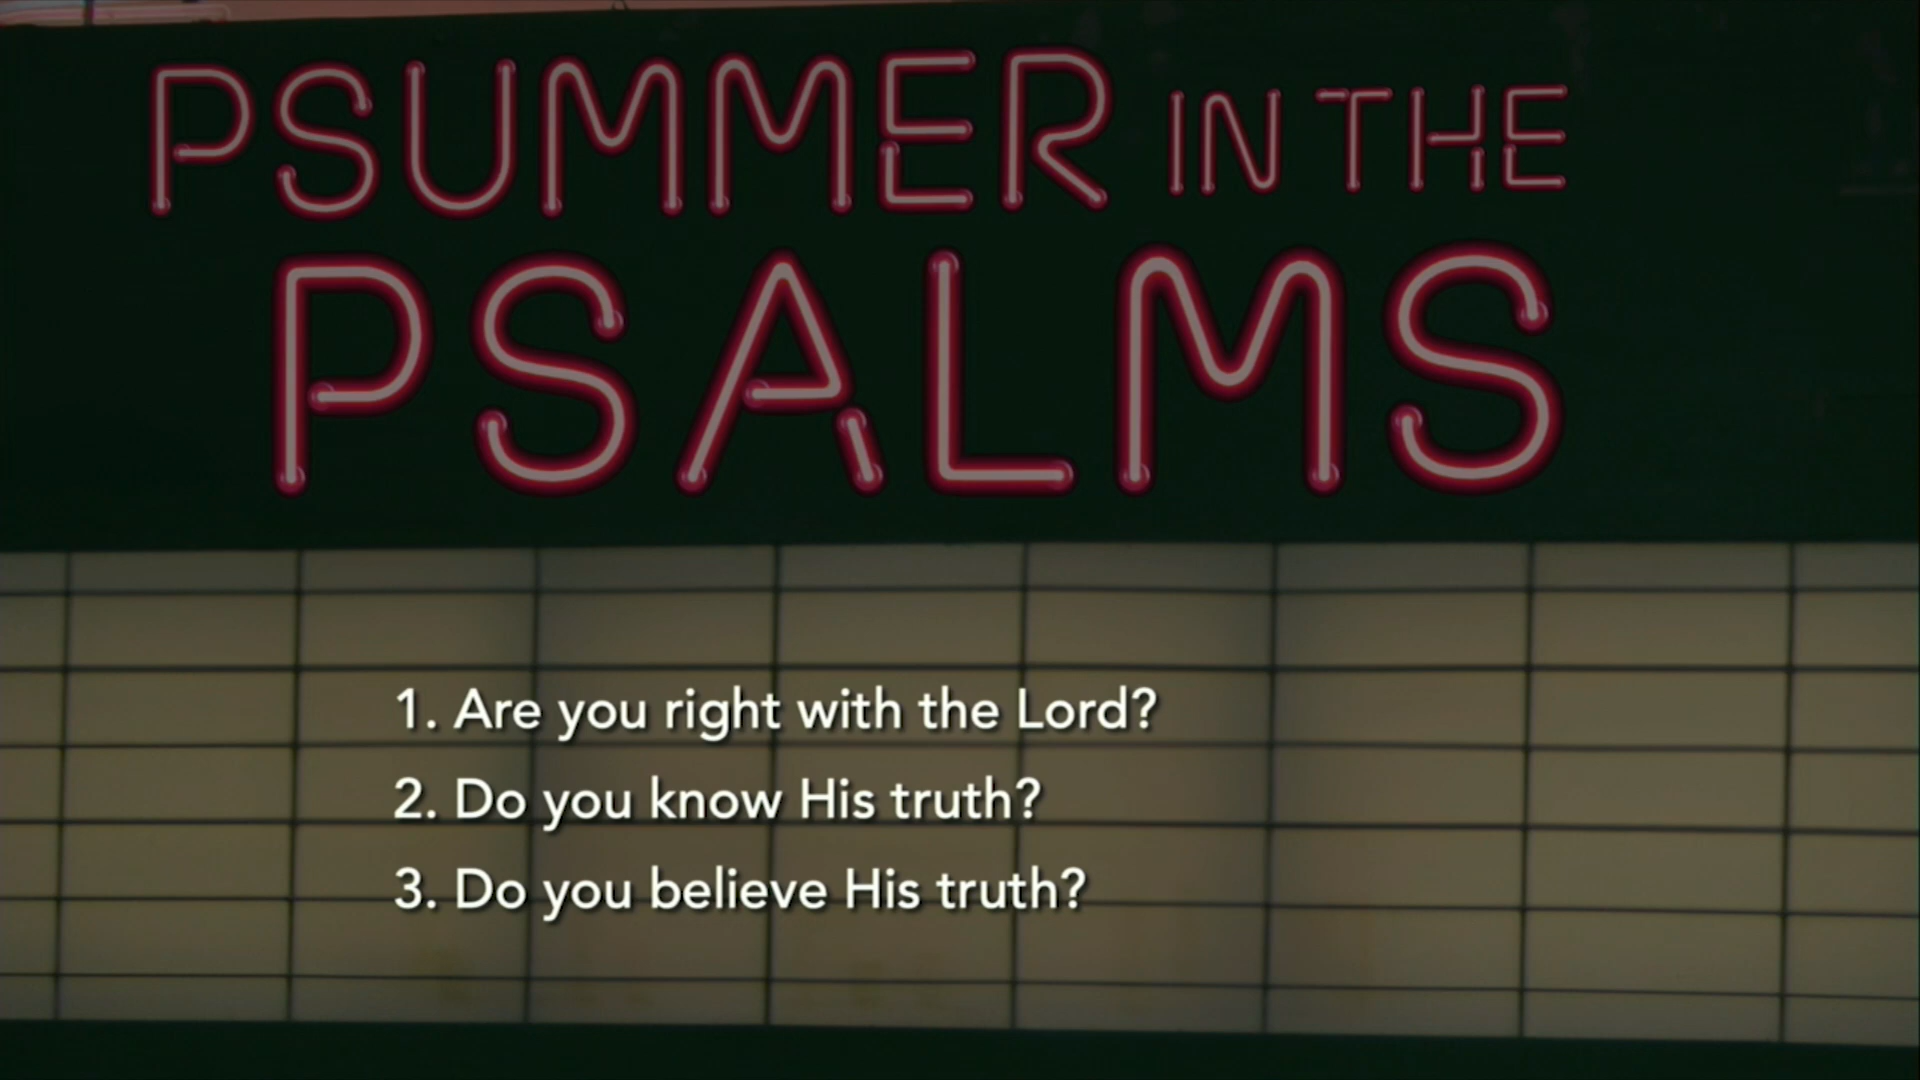 PSUMMER IN THE
PSALMS
1. Are you right with the Lord?
2. Do you know His truth?
3. Do you believe His truth?